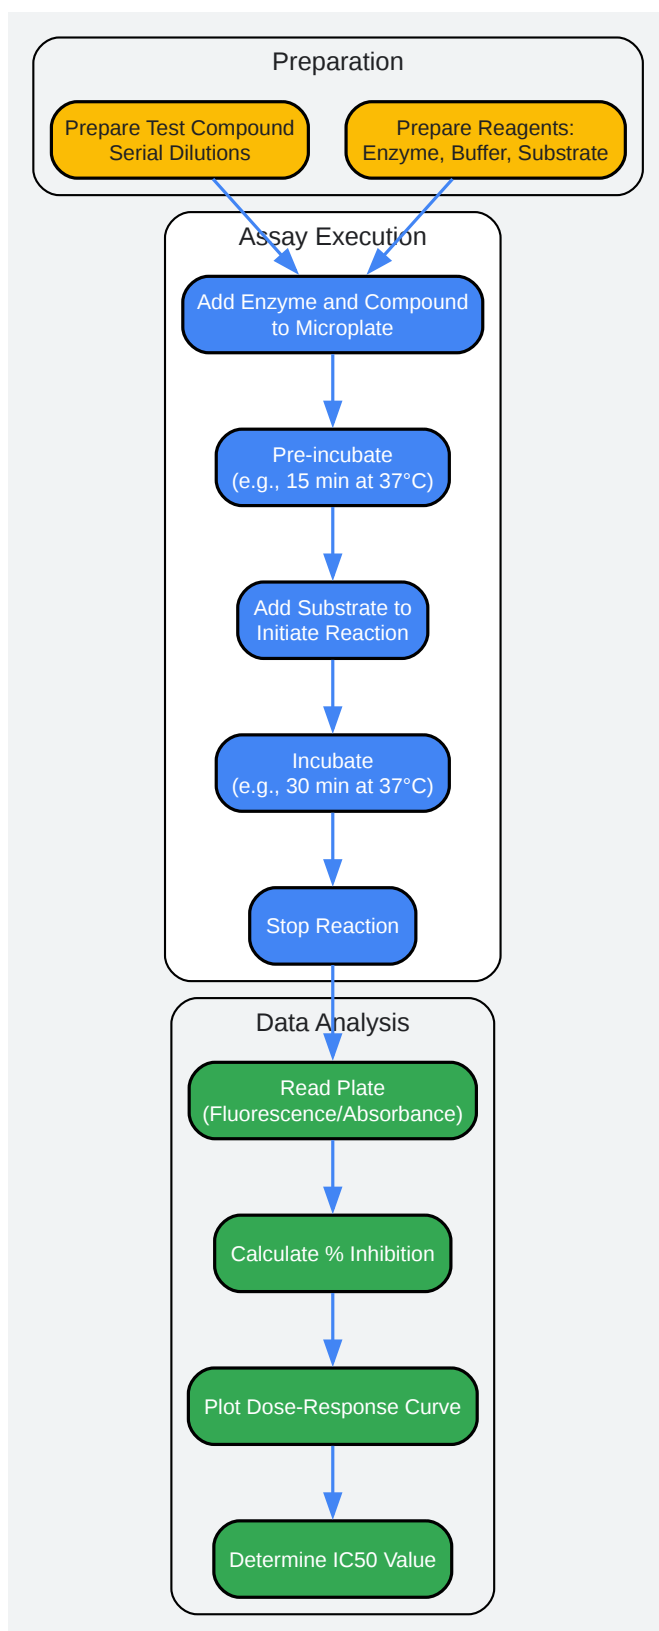 Preparation
Prepare Test Compound
Serial Dilutions
Prepare Reagents:
Enzyme, Buffer, Substrate
Assay Execution
Add Enzyme and Compound
to Microplate
Pre-incubate
(e.g., 15 min at 37°C)
Add Substrate to
Initiate Reaction
Incubate
(e.g., 30 min at 37°C)
Stop Reaction
Data Analysis
Read Plate
(Fluorescence/Absorbance)
Calculate % Inhibition
Plot Dose-Response Curve
Determine IC50 Value